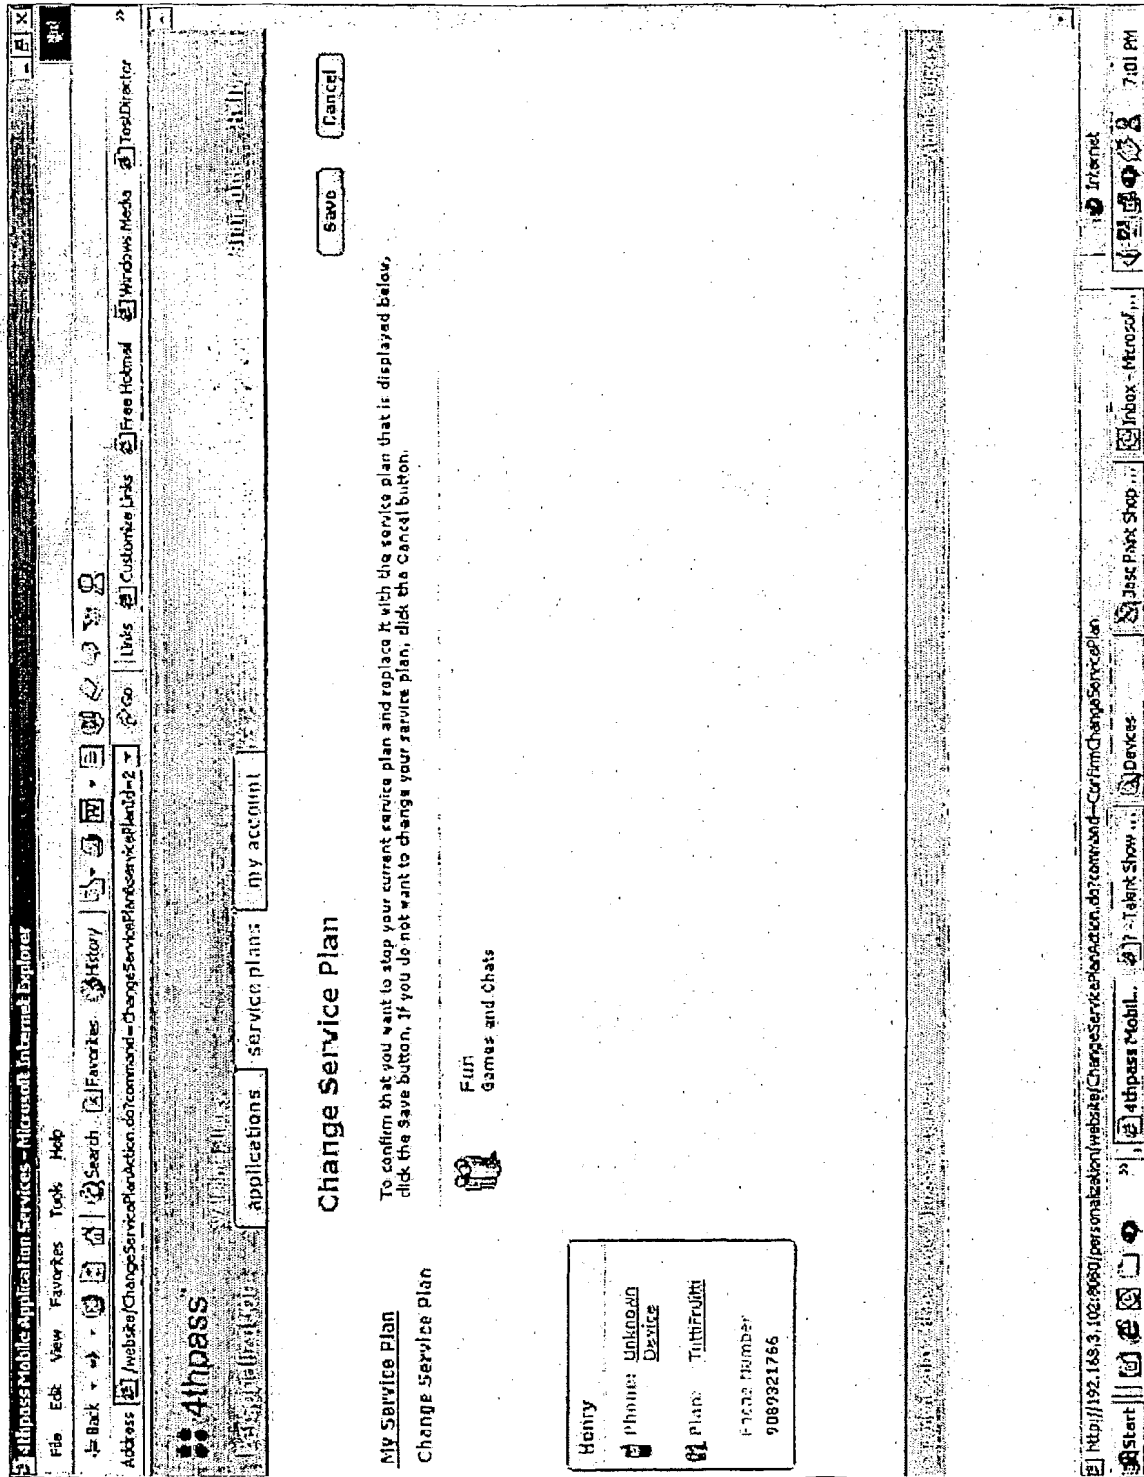 4thpass Mobile Application Services - Microsoft Internet Explorer
File Edit View Favorites Tools Help
Back Search Favorites History
Address /website/ChangeServicePlanAction.do?command=ChangeServicePlan&servicePlanId=2 Go Links Customize Links Free Hotmail Windows Media TestDirector
4thpass
applications service plans my account
My Service Plan
Change Service Plan
Change Service Plan
Save Cancel
To confirm that you want to stop your current service plan and replace it with the service plan that is displayed below,
click the Save button. If you do not want to change your service plan, click the Cancel button.
Fun
Games and Chats
Henry
Phone: Unknown
Device
Plan: TuttiFrutti
Phone Number
9089321766
http://192.168.3.102:8080/personalization/website/ChangeServicePlanAction.do?command=ConfirmChangeServicePlan Internet
Start 4thpass Mobil... ? - Talent Show ... Devices Jasc Paint Shop ... Inbox - Microsof... 7:01 PM